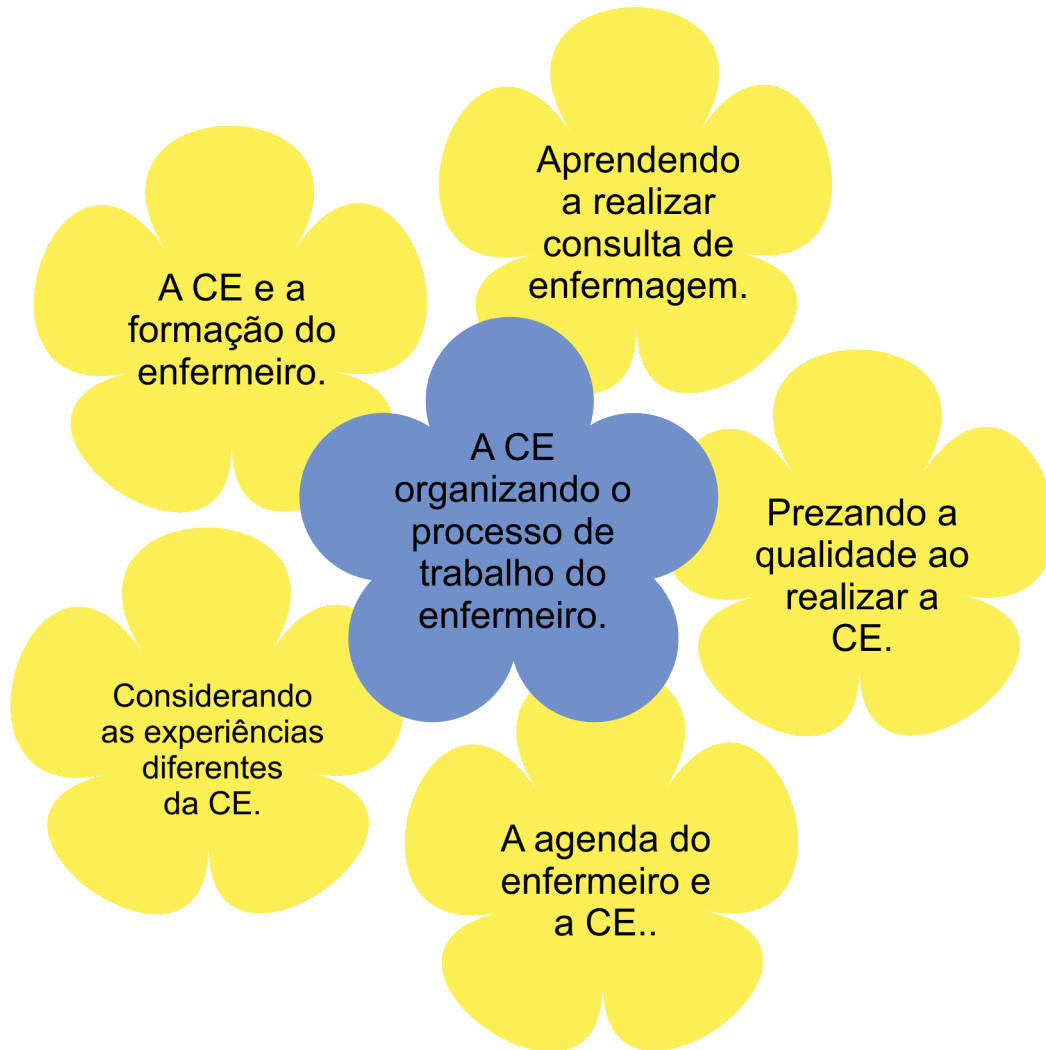 Aprendendo
a realizar
consulta de
enfermagem.
A CE e a
formação do
enfermeiro.
A CE
organizando o
processo de
trabalho do
enfermeiro.
Prezando a
qualidade ao
realizar a
CE.
Considerando
as experiências
diferentes
da CE.
A agenda do
enfermeiro e
a CE..